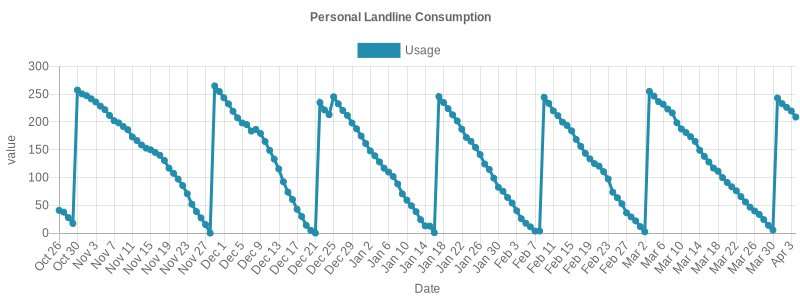 Personal Landline Consumption
Usage
300
250
200
150
100
50
0
value
Oct 26
Oct 30
Nov 3
Nov 7
Nov 11
Nov 15
Nov 19
Nov 23
Nov 27
Dec 1
Dec 5
Dec 9
Dec 13
Dec 17
Dec 21
Dec 25
Dec 29
Jan 2
Jan 6
Jan 10
Jan 14
Jan 18
Jan 22
Jan 26
Jan 30
Feb 3
Feb 7
Feb 11
Feb 15
Feb 19
Feb 23
Feb 27
Mar 2
Mar 6
Mar 10
Mar 14
Mar 18
Mar 22
Mar 26
Mar 30
Apr 3
Date